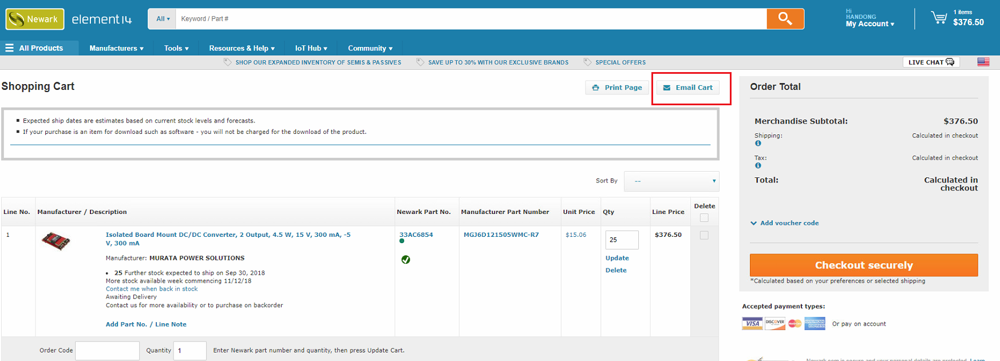 Newark element14
All ▾ Keyword / Part #
Hi
HANDONG
My Account ▾
1 items
$376.50
All Products Manufacturers ▾ Tools ▾ Resources & Help ▾ IoT Hub ▾ Community ▾
SHOP OUR EXPANDED INVENTORY OF SEMIS & PASSIVES SAVE UP TO 30% WITH OUR EXCLUSIVE BRANDS SPECIAL OFFERS LIVE CHAT
Shopping Cart
Print Page Email Cart
▪ Expected ship dates are estimates based on current stock levels and forecasts.
▪ If your purchase is an item for download such as software - you will not be charged for the download of the product.
Sort By -- ▾
Line No. Manufacturer / Description Newark Part No. Manufacturer Part Number Unit Price Qty Line Price Delete
1 Isolated Board Mount DC/DC Converter, 2 Output, 4.5 W, 15 V, 300 mA, -5
V, 300 mA
33AC6854 MGJ6D121505WMC-R7 $15.06 25 $376.50
Update
Delete
Manufacturer: MURATA POWER SOLUTIONS
• 25 Further stock expected to ship on Sep 30, 2018
More stock available week commencing 11/12/18
Contact me when back in stock
Awaiting Delivery
Contact us for more availability or to purchase on backorder
Add Part No. / Line Note
Order Code Quantity 1 Enter Newark part number and quantity, then press Update Cart.
Order Total
Merchandise Subtotal: $376.50
Shipping: Calculated in checkout
Tax: Calculated in checkout
Total: Calculated in
checkout
Add voucher code
Checkout securely
*Calculated based on your preferences or selected shipping
Accepted payment types:
VISA DISCOVER MasterCard AMERICAN EXPRESS Or pay on account
Newark.com is secure and your personal details are protected. Learn